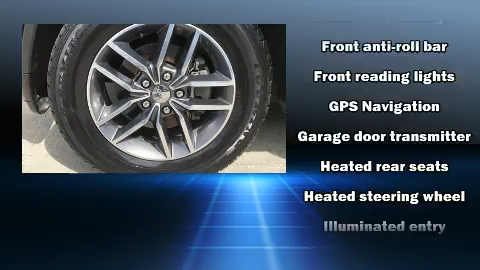 Front anti-roll bar
Front reading lights
GPS Navigation
Garage door transmitter
Heated rear seats
Heated steering wheel
Illuminated entry